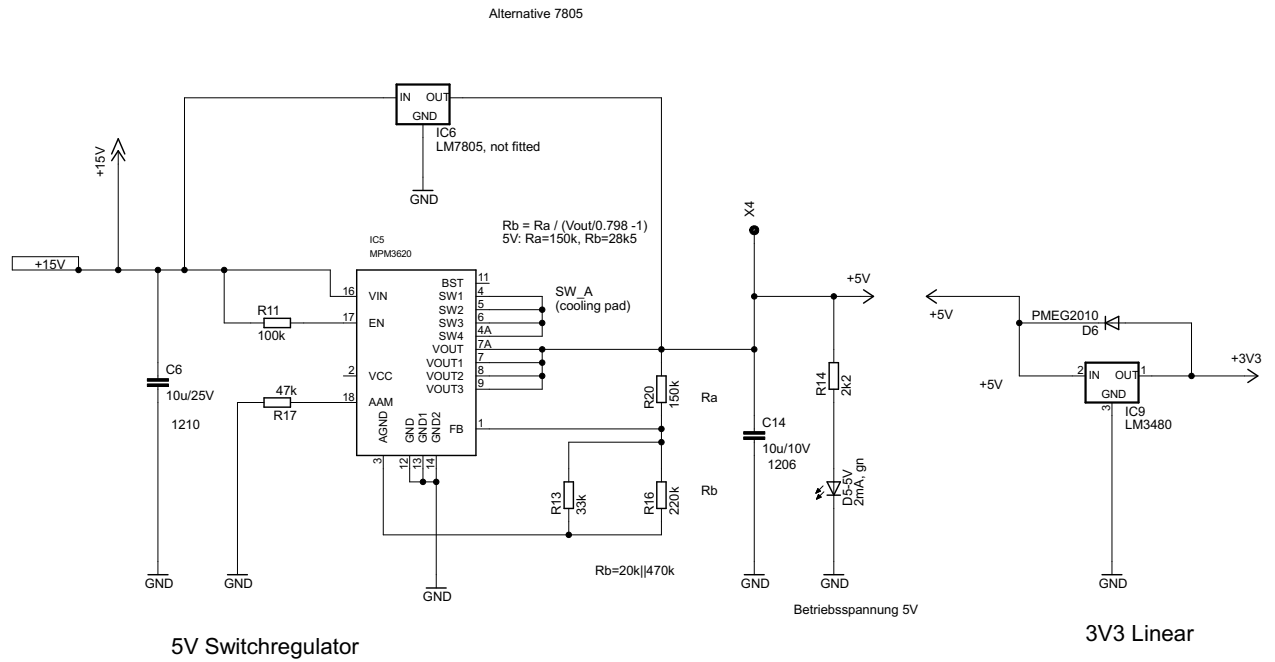 Alternative 7805
IN OUT
GND
IC6
LM7805, not fitted
GND
+15V
+15V
Rb = Ra / (Vout/0.798 -1)
5V: Ra=150k, Rb=28k5
X4
IC5
MPM3620
16 VIN
17 EN
2 VCC
18 AAM
BST 11
SW1 4
SW2 5
SW3 6
SW4 4A
VOUT 7A
VOUT1 7
VOUT2 8
VOUT3 9
FB 1
AGND 3
GND 12
GND1 13
GND2 14
SW_A
(cooling pad)
R11
100k
47k
R17
C6
10u/25V
1210
R20
150k
Ra
R13
33k
R16
220k
Rb
Rb=20k||470k
C14
10u/10V
1206
+5V
R14
2k2
D5-5V
2mA, gn
GND
GND
GND
GND
GND
Betriebsspannung 5V
+5V
PMEG2010
D6
+5V
2 IN OUT 1
GND
3
IC9
LM3480
+3V3
GND
5V Switchregulator
3V3 Linear